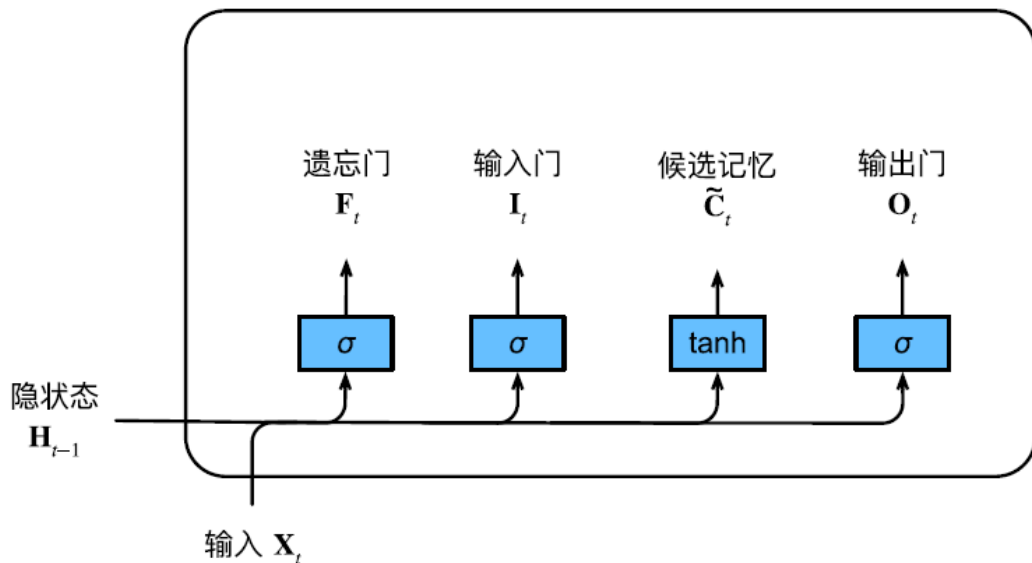 遗忘门 输入门 候选记忆 输出门
F_t I_t C̃_t O_t
σ σ tanh σ
隐状态
H_{t−1}
输入 X_t